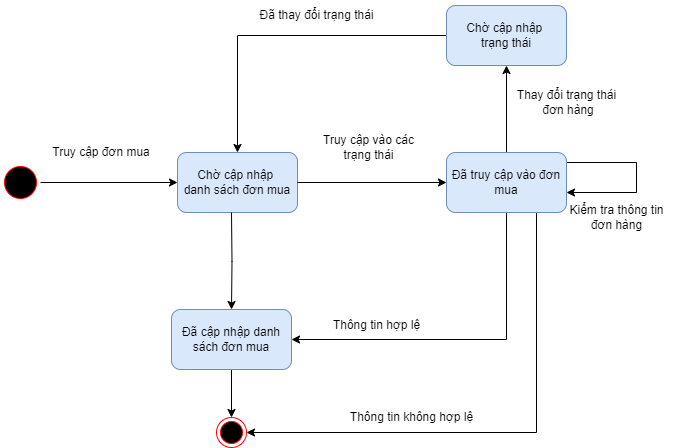 Đã thay đổi trạng thái
Chờ cập nhập
trạng thái
Thay đổi trạng thái
đơn hàng
Truy cập đơn mua
Chờ cập nhập
danh sách đơn mua
Truy cập vào các
trạng thái
Đã truy cập vào đơn
mua
Kiểm tra thông tin
đơn hàng
Đã cập nhập danh
sách đơn mua
Thông tin hợp lệ
Thông tin không hợp lệ